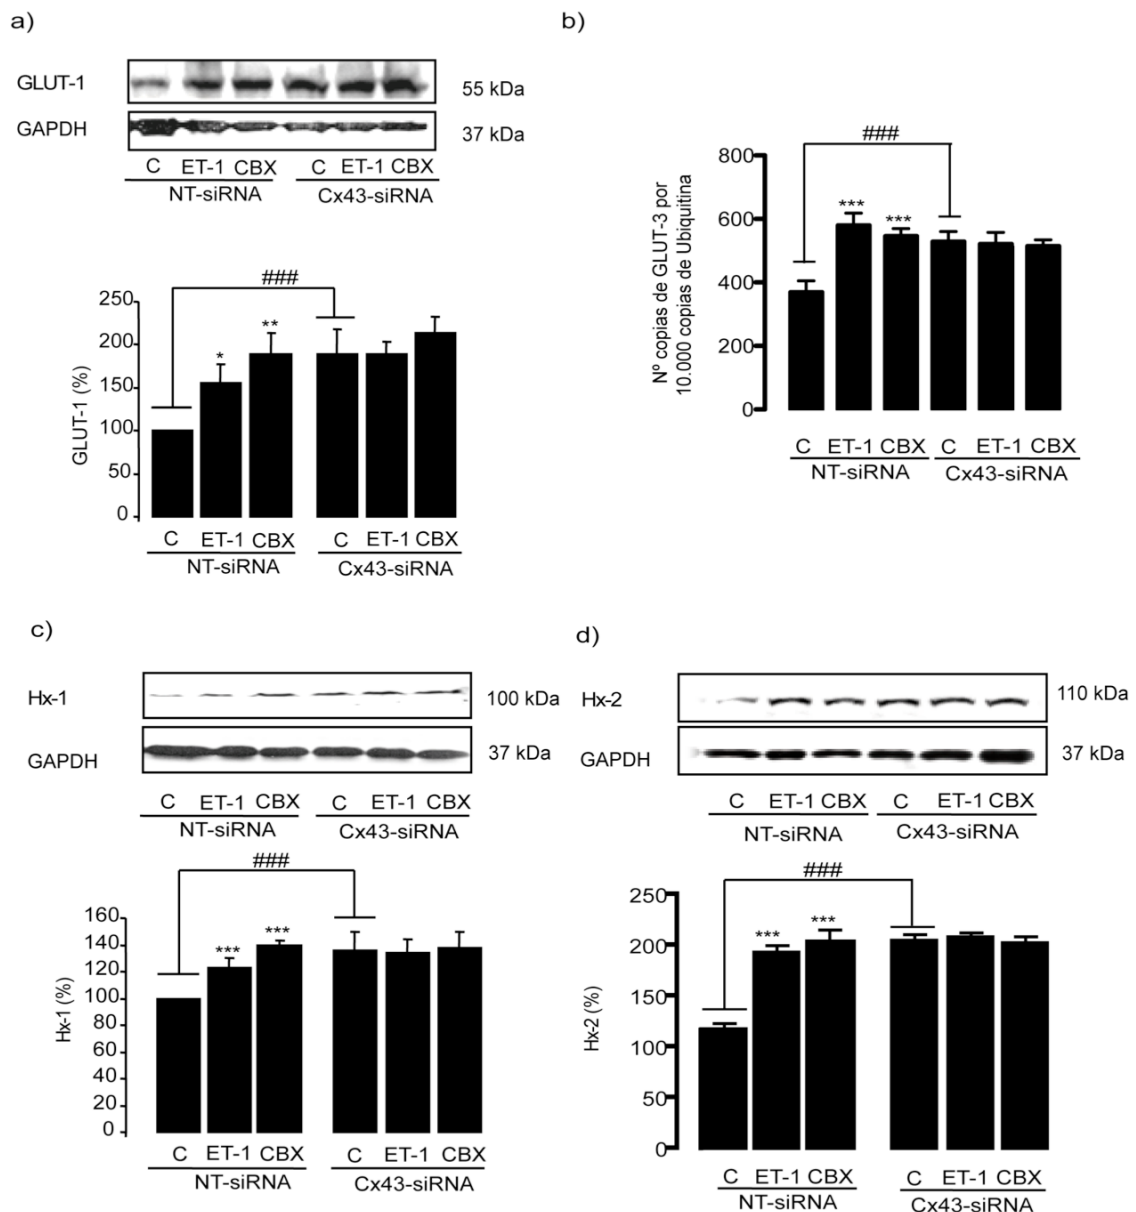 a)
GLUT-1
55 kDa
GAPDH
37 kDa
C ET-1 CBX C ET-1 CBX
NT-siRNA Cx43-siRNA
###
250
200
150
100
50
0
GLUT-1 (%)
*
**
C ET-1 CBX C ET-1 CBX
NT-siRNA Cx43-siRNA
b)
###
800
600
400
200
0
Nº copias de GLUT-3 por
10.000 copias de Ubiquitina
*** ***
C ET-1 CBX C ET-1 CBX
NT-siRNA Cx43-siRNA
c)
Hx-1
100 kDa
GAPDH
37 kDa
C ET-1 CBX C ET-1 CBX
NT-siRNA Cx43-siRNA
###
160
140
120
100
80
60
40
20
0
Hx-1 (%)
***
***
C ET-1 CBX C ET-1 CBX
NT-siRNA Cx43-siRNA
d)
Hx-2
110 kDa
GAPDH
37 kDa
C ET-1 CBX C ET-1 CBX
NT-siRNA Cx43-siRNA
###
250
200
150
100
50
0
Hx-2 (%)
***
***
C ET-1 CBX C ET-1 CBX
NT-siRNA Cx43-siRNA